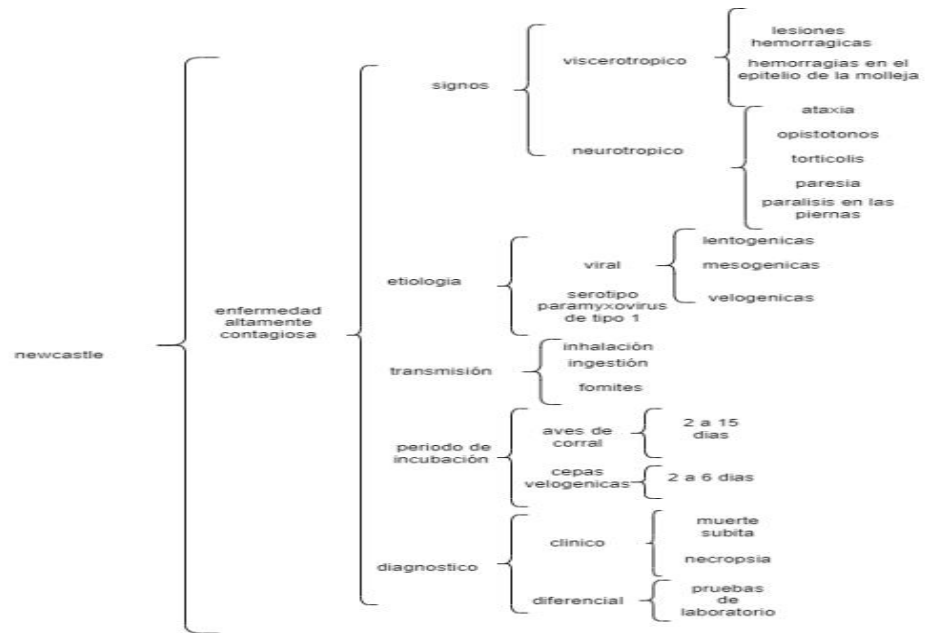 newcastle
enfermedad
altamente
contagiosa
signos
viscerotropico
lesiones
hemorragicas
hemorragias en el
epitelio de la molleja
neurotropico
ataxia
opistotonos
torticolis
paresia
paralisis en las
piernas
etiologia
viral
lentogenicas
mesogenicas
velogenicas
serotipo
paramyxovirus
de tipo 1
transmisión
inhalación
ingestión
fomites
periodo de
incubación
aves de
corral
2 a 15
dias
cepas
velogenicas
2 a 6 dias
diagnostico
clinico
muerte
subita
necropsia
diferencial
pruebas
de
laboratorio